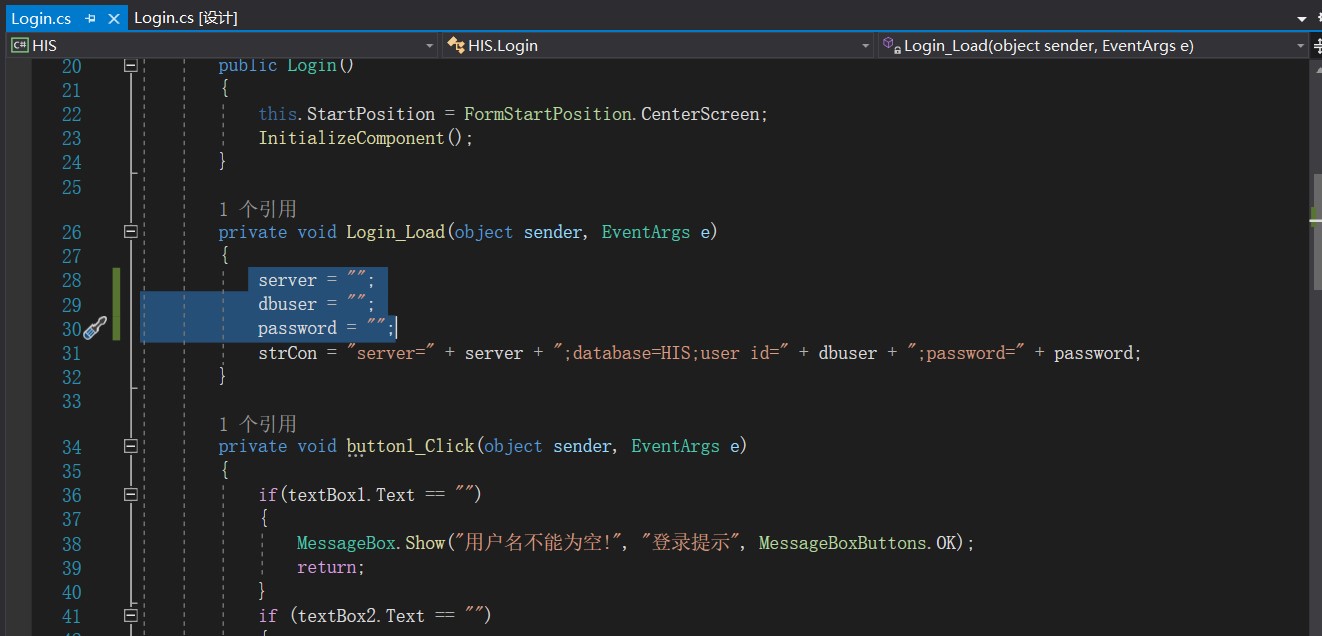 Login.cs
Login.cs [设计]
C# HIS
HIS.Login
Login_Load(object sender, EventArgs e)
20 public Login()
21 {
22 this.StartPosition = FormStartPosition.CenterScreen;
23 InitializeComponent();
24 }
25
1 个引用
26 private void Login_Load(object sender, EventArgs e)
27 {
28 server = "";
29 dbuser = "";
30 password = "";
31 strCon = "server=" + server + ";database=HIS;user id=" + dbuser + ";password=" + password;
32 }
33
1 个引用
34 private void button1_Click(object sender, EventArgs e)
35 {
36 if(textBox1.Text == "")
37 {
38 MessageBox.Show("用户名不能为空!", "登录提示", MessageBoxButtons.OK);
39 return;
40 }
41 if (textBox2.Text == "")